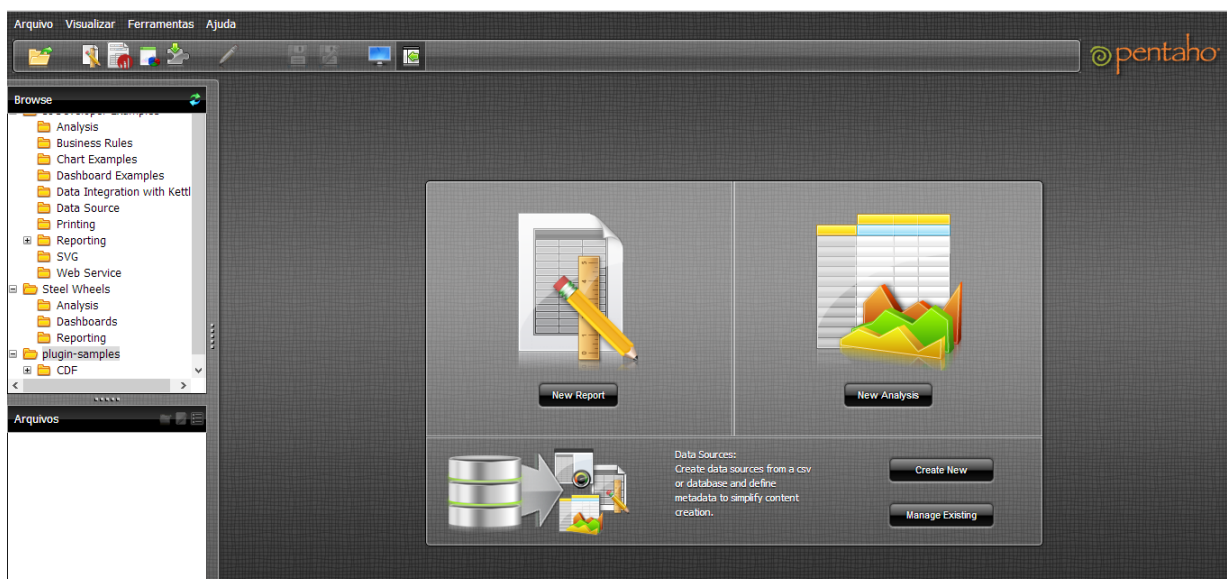 Arquivo Visualizar Ferramentas Ajuda
pentaho
Browse
Analysis
Business Rules
Chart Examples
Dashboard Examples
Data Integration with Kettl
Data Source
Printing
Reporting
SVG
Web Service
Steel Wheels
Analysis
Dashboards
Reporting
plugin-samples
CDF
Arquivos
New Report
New Analysis
Data Sources:
Create data sources from a csv
or database and define
metadata to simplify content
creation.
Create New
Manage Existing